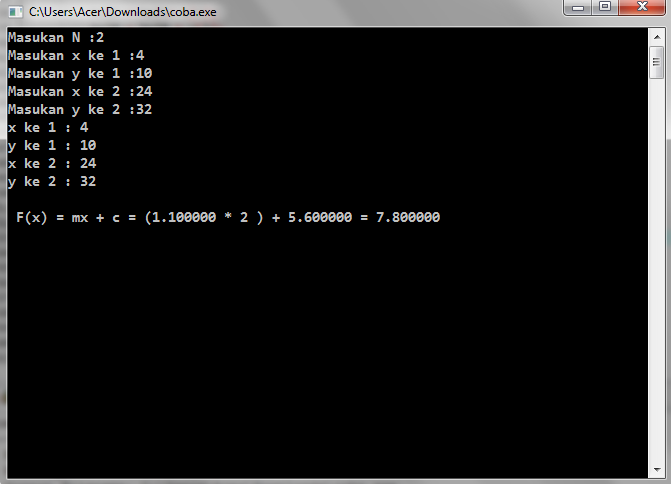 C:\Users\Acer\Downloads\coba.exe
Masukan N :2
Masukan x ke 1 :4
Masukan y ke 1 :10
Masukan x ke 2 :24
Masukan y ke 2 :32
x ke 1 : 4
y ke 1 : 10
x ke 2 : 24
y ke 2 : 32
F(x) = mx + c = (1.100000 * 2 ) + 5.600000 = 7.800000